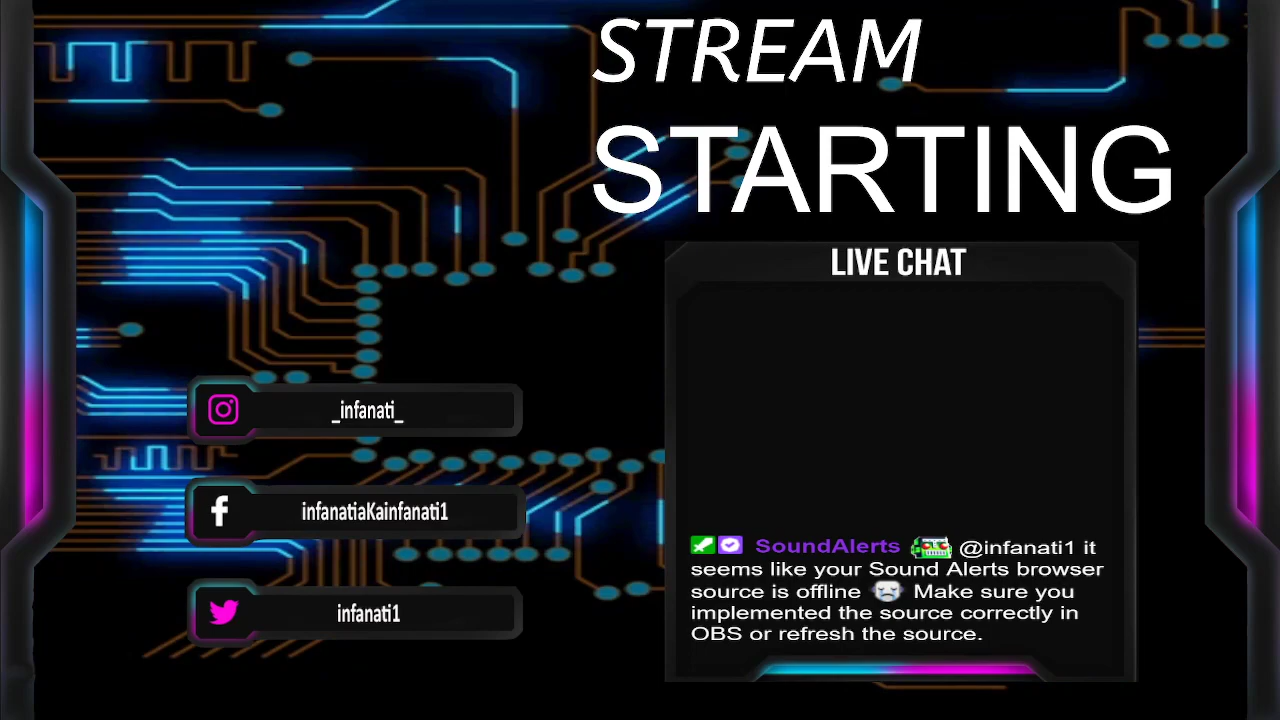 STREAM
STARTING
LIVE CHAT
_infanati_
infanatiaKainfanati1
infanati1
SoundAlerts @infanati1 it
seems like your Sound Alerts browser
source is offline Make sure you
implemented the source correctly in
OBS or refresh the source.